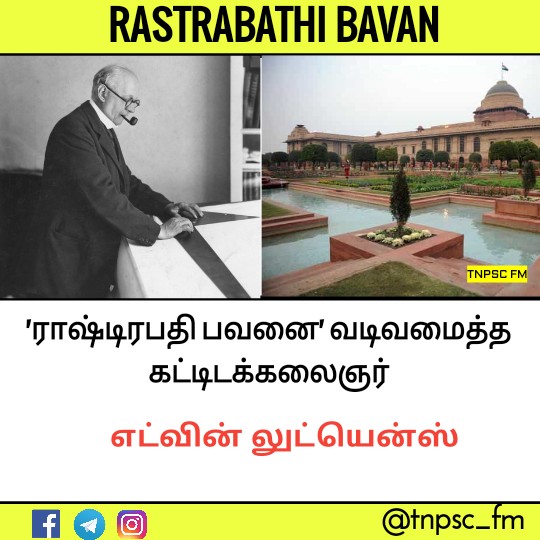 RASTRABATHI BAVAN
TNPSC FM
'ராஷ்டிரபதி பவனை' வடிவமைத்த
கட்டிடக்கலைஞர்
எட்வின் லுட்யென்ஸ்
@tnpsc_fm